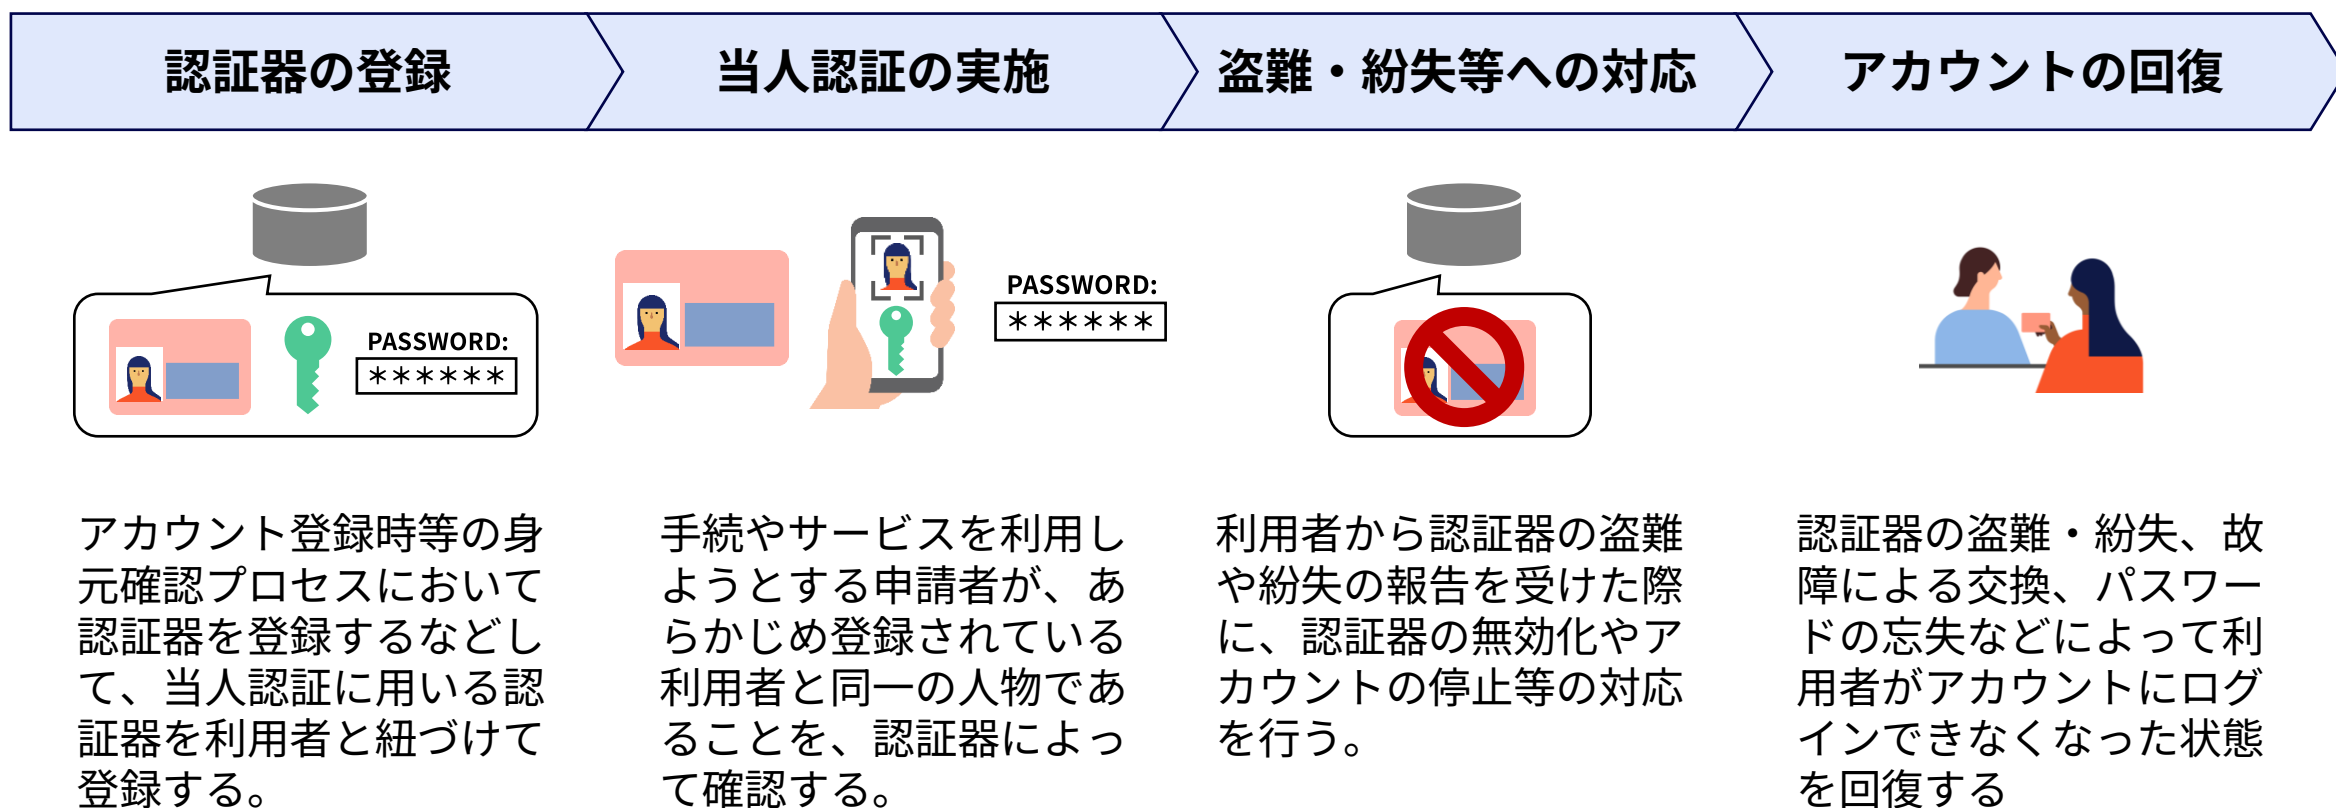 認証器の登録
当人認証の実施
盗難・紛失等への対応
アカウントの回復
PASSWORD:
******
PASSWORD:
******
アカウント登録時等の身
元確認プロセスにおいて
認証器を登録するなどし
て、当人認証に用いる認
証器を利用者と紐づけて
登録する。
手続やサービスを利用し
ようとする申請者が、あ
らかじめ登録されている
利用者と同一の人物であ
ることを、認証器によっ
て確認する。
利用者から認証器の盗難
や紛失の報告を受けた際
に、認証器の無効化やア
カウントの停止等の対応
を行う。
認証器の盗難・紛失、故
障による交換、パスワー
ドの忘失などによって利
用者がアカウントにログ
インできなくなった状態
を回復する